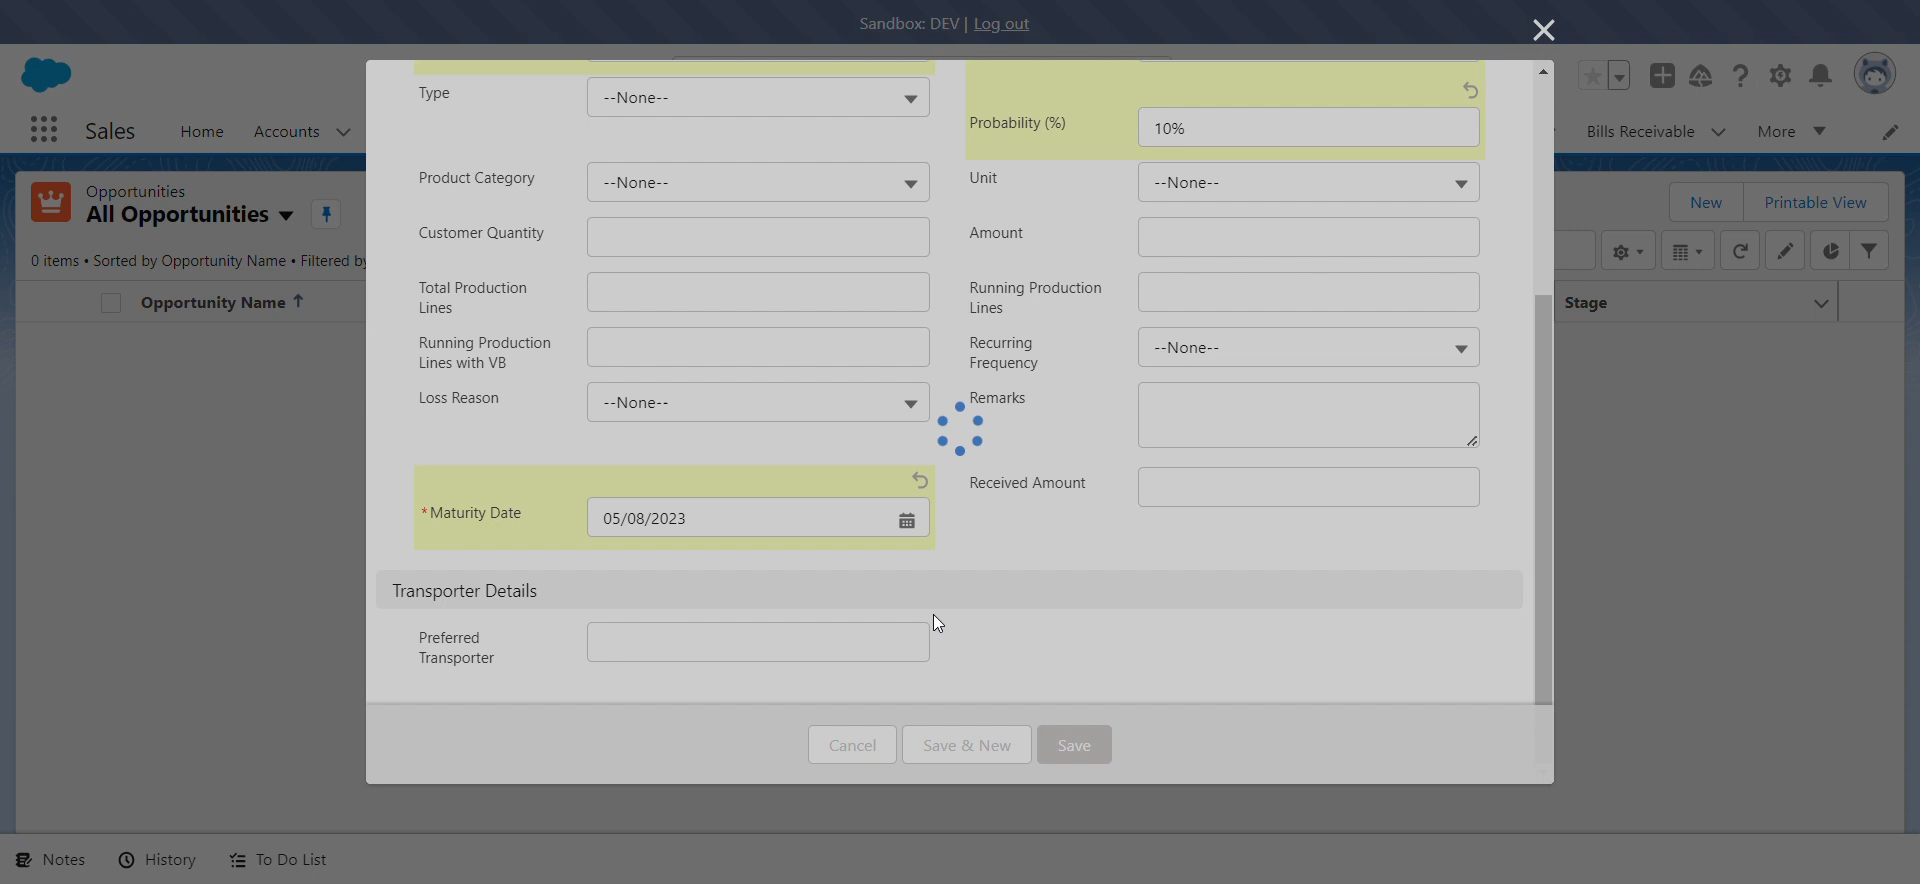 Sandbox: DEV | Log out
Sales
Home
Accounts
Bills Receivable
More
Opportunities
All Opportunities
New
Printable View
0 items • Sorted by Opportunity Name • Filtered by
Opportunity Name
Stage
Type
--None--
Probability (%)
10%
Product Category
--None--
Unit
--None--
Customer Quantity
Amount
Total Production
Lines
Running Production
Lines
Running Production
Lines with VB
Recurring
Frequency
--None--
Loss Reason
--None--
Remarks
*Maturity Date
05/08/2023
Received Amount
Transporter Details
Preferred
Transporter
Cancel
Save & New
Save
Notes
History
To Do List